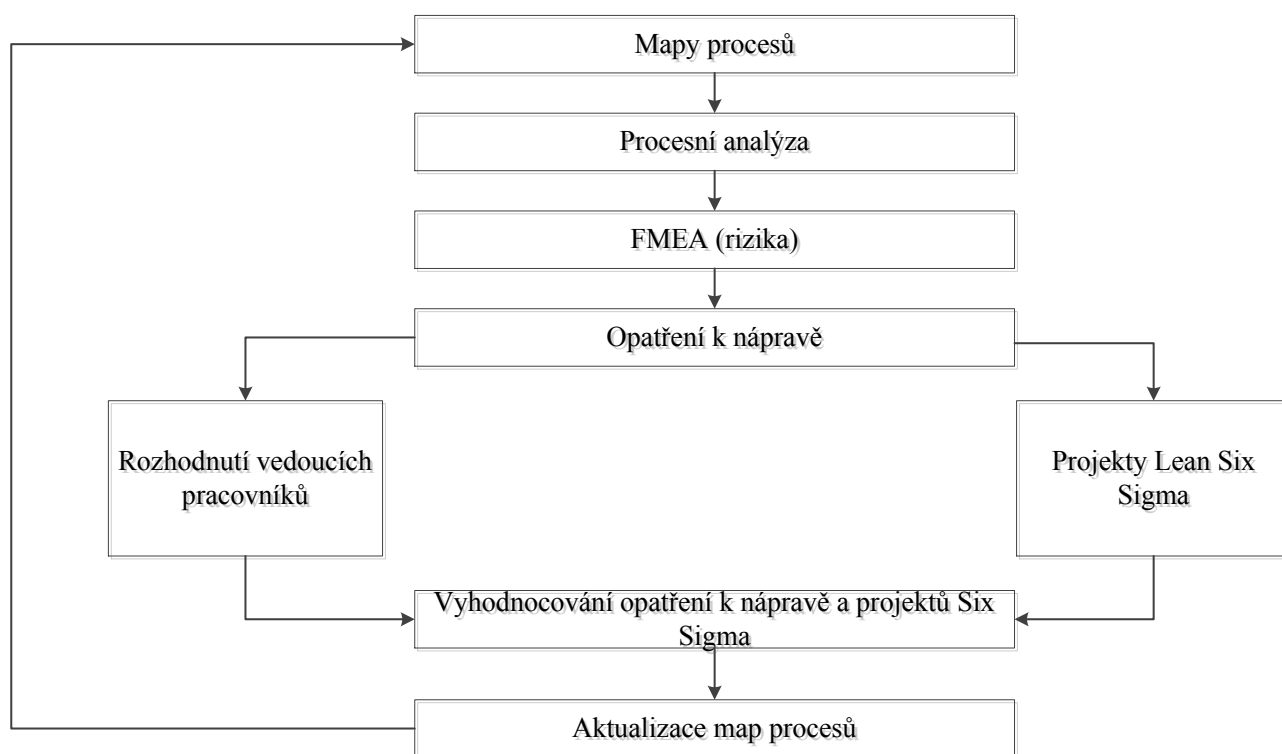 Mapy procesů
Procesní analýza
FMEA (rizika)
Opatření k nápravě
Rozhodnutí vedoucích
pracovníků
Projekty Lean Six
Sigma
Vyhodnocování opatření k nápravě a projektů Six
Sigma
Aktualizace map procesů